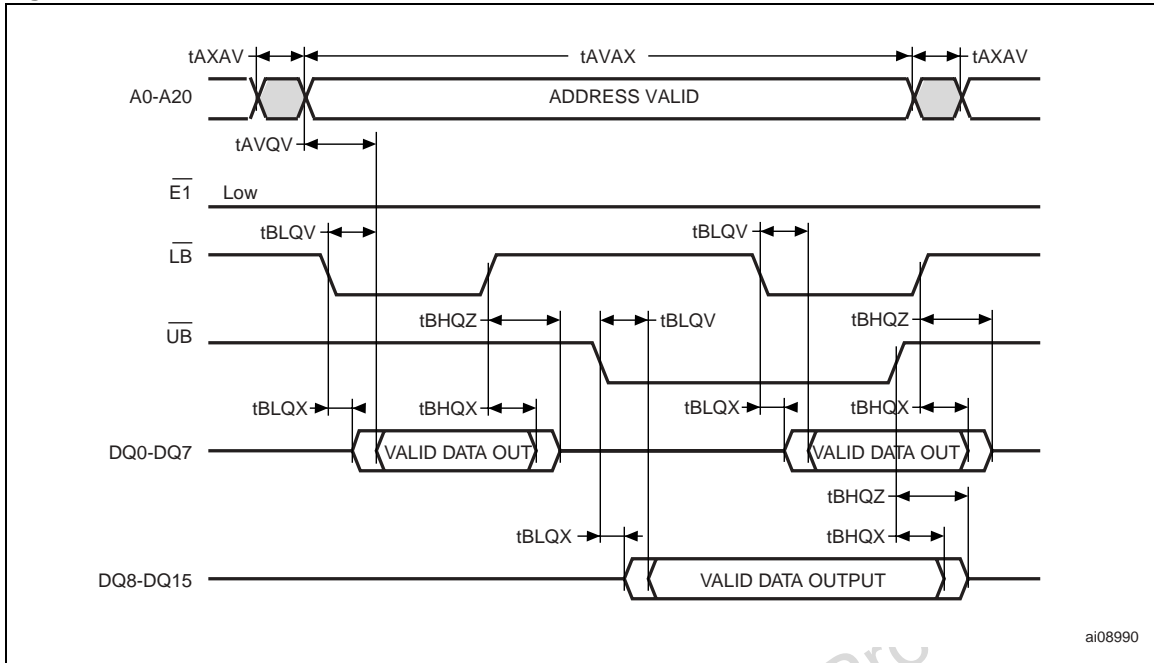 tAXAV tAVAX tAXAV
A0-A20 ADDRESS VALID
tAVQV
E1 Low
tBLQV tBLQV
LB
tBHQZ tBLQV tBHQZ
UB
tBLQX tBHQX tBLQX tBHQX
DQ0-DQ7 VALID DATA OUT VALID DATA OUT
tBHQZ
tBLQX tBHQX
DQ8-DQ15 VALID DATA OUTPUT
ai08990